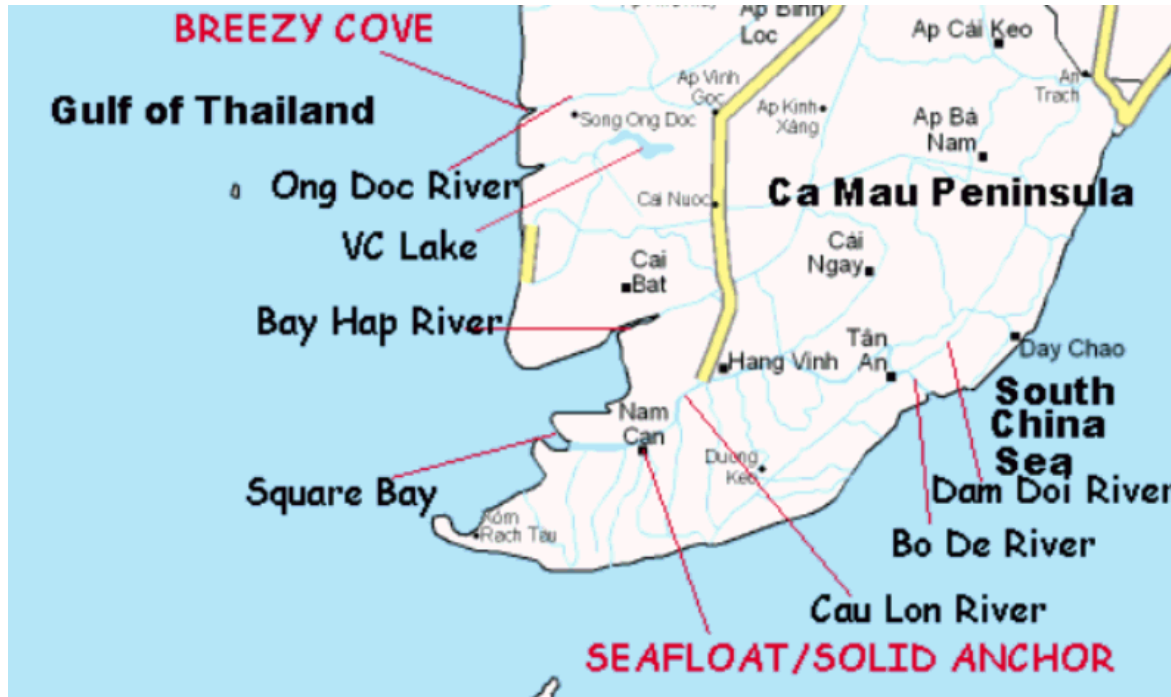 Ap Binh
Loc
BREEZY COVE
Ap Cái Keo
Gulf of Thailand
Ap Vinh
Goc
An
Trach
Song Ong Doc
Ap Kinh
Xáng
Ap Bà
Nam
Ong Doc River
Cai Nuoc
Ca Mau Peninsula
VC Lake
Cai
Bat
Cái
Ngay
Bay Hap River
Hang Vinh
Tân
An
Day Chao
South
China
Sea
Nam
Can
Square Bay
Duong
Keo
Dam Doi River
Xóm
Rach Tau
Bo De River
Cau Lon River
SEAFLOAT/SOLID ANCHOR